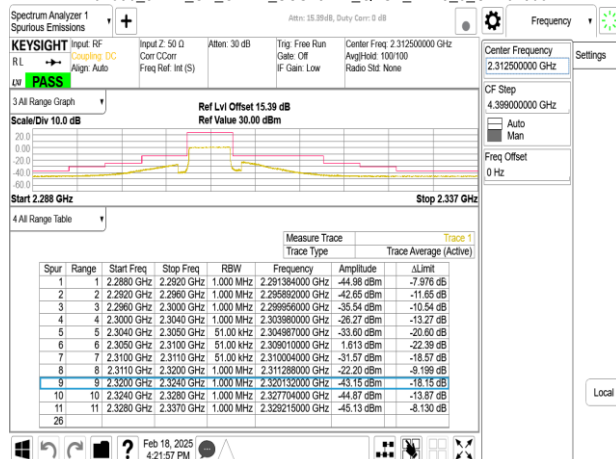 Spectrum Analyzer 1
Spurious Emissions
Attn: 15.39dB, Duty Corr: 0 dB
Frequency
KEYSIGHT
RL
PASS
Input: RF
Coupling: DC
Align: Auto
Input Z: 50 Ω
Corr CCorr
Freq Ref: Int (S)
Atten: 30 dB
Trig: Free Run
Gate: Off
IF Gain: Low
Center Freq: 2.312500000 GHz
Avg|Hold: 100/100
Radio Std: None
Center Frequency
2.312500000 GHz
Settings
CF Step
4.399000000 GHz
Auto
Man
Freq Offset
0 Hz
3 All Range Graph
Scale/Div 10.0 dB
Ref Lvl Offset 15.39 dB
Ref Value 30.00 dBm
20.0
0.00
-20.0
-40.0
-60.0
Start 2.288 GHz
Stop 2.337 GHz
4 All Range Table
Measure Trace Trace 1
Trace Type Trace Average (Active)
Spur Range Start Freq Stop Freq RBW Frequency Amplitude ΔLimit
1 1 2.2880 GHz 2.2920 GHz 1.000 MHz 2.291384000 GHz -44.98 dBm -7.976 dB
2 2 2.2920 GHz 2.2960 GHz 1.000 MHz 2.295892000 GHz -42.65 dBm -11.65 dB
3 3 2.2960 GHz 2.3000 GHz 1.000 MHz 2.299956000 GHz -35.54 dBm -10.54 dB
4 4 2.3000 GHz 2.3040 GHz 1.000 MHz 2.303980000 GHz -26.27 dBm -13.27 dB
5 5 2.3040 GHz 2.3050 GHz 51.00 kHz 2.304987000 GHz -33.60 dBm -20.60 dB
6 6 2.3050 GHz 2.3100 GHz 51.00 kHz 2.309010000 GHz 1.613 dBm -22.39 dB
7 7 2.3100 GHz 2.3110 GHz 51.00 kHz 2.310004000 GHz -31.57 dBm -18.57 dB
8 8 2.3110 GHz 2.3200 GHz 1.000 MHz 2.311288000 GHz -22.20 dBm -9.199 dB
9 9 2.3200 GHz 2.3240 GHz 1.000 MHz 2.320132000 GHz -43.15 dBm -18.15 dB
10 10 2.3240 GHz 2.3280 GHz 1.000 MHz 2.327704000 GHz -44.87 dBm -13.87 dB
11 11 2.3280 GHz 2.3370 GHz 1.000 MHz 2.329215000 GHz -45.13 dBm -8.130 dB
26
Local
Feb 18, 2025
4:21:57 PM